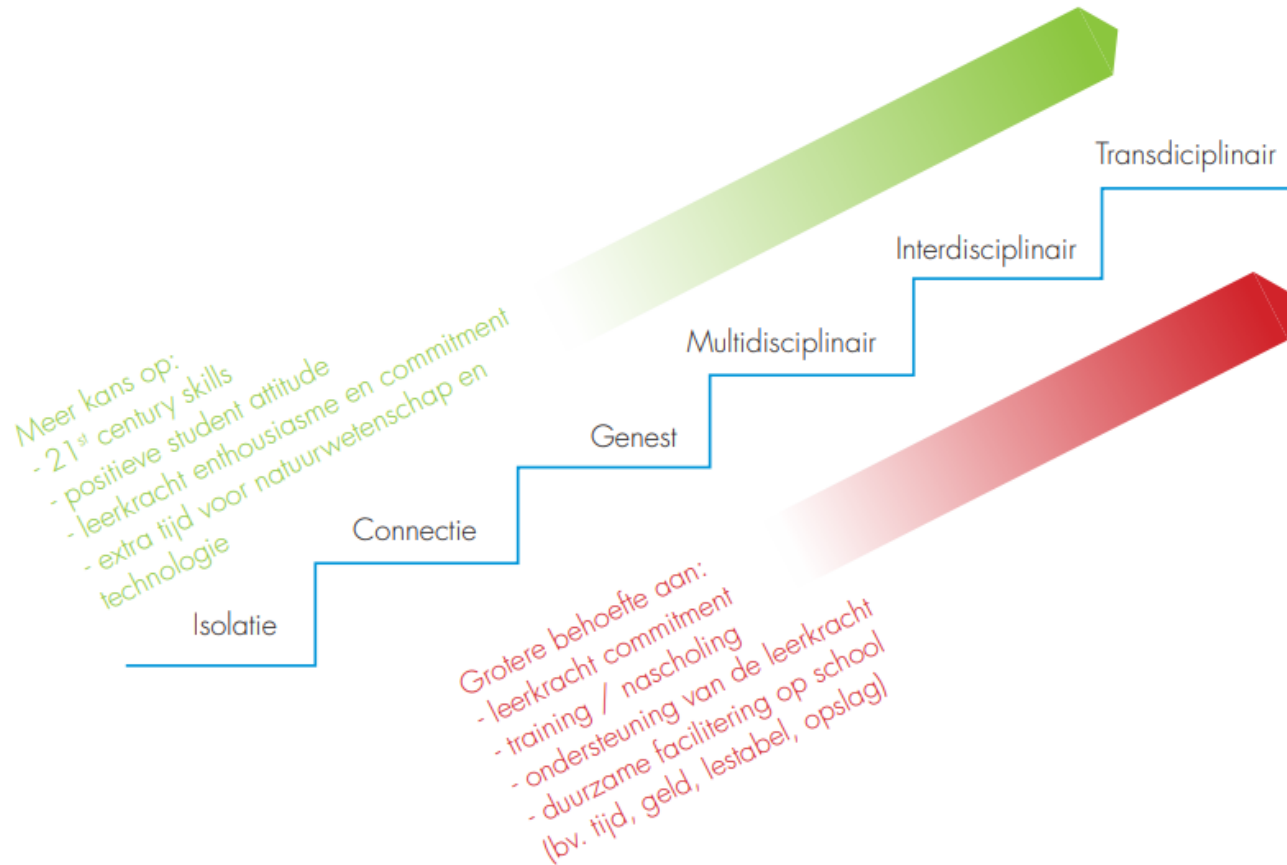 Transdiciplinair
Interdisciplinair
Multidisciplinair
Genest
Connectie
Isolatie
Meer kans op:
- 21st century skills
- positieve student attitude
- leerkracht enthousiasme en commitment
- extra tijd voor natuurwetenschap en
technologie
Grotere behoefte aan:
- leerkracht commitment
- training / nascholing
- ondersteuning van de leerkracht
- duurzame facilitering op school
(bv. tijd, geld, lestabel, opslag)